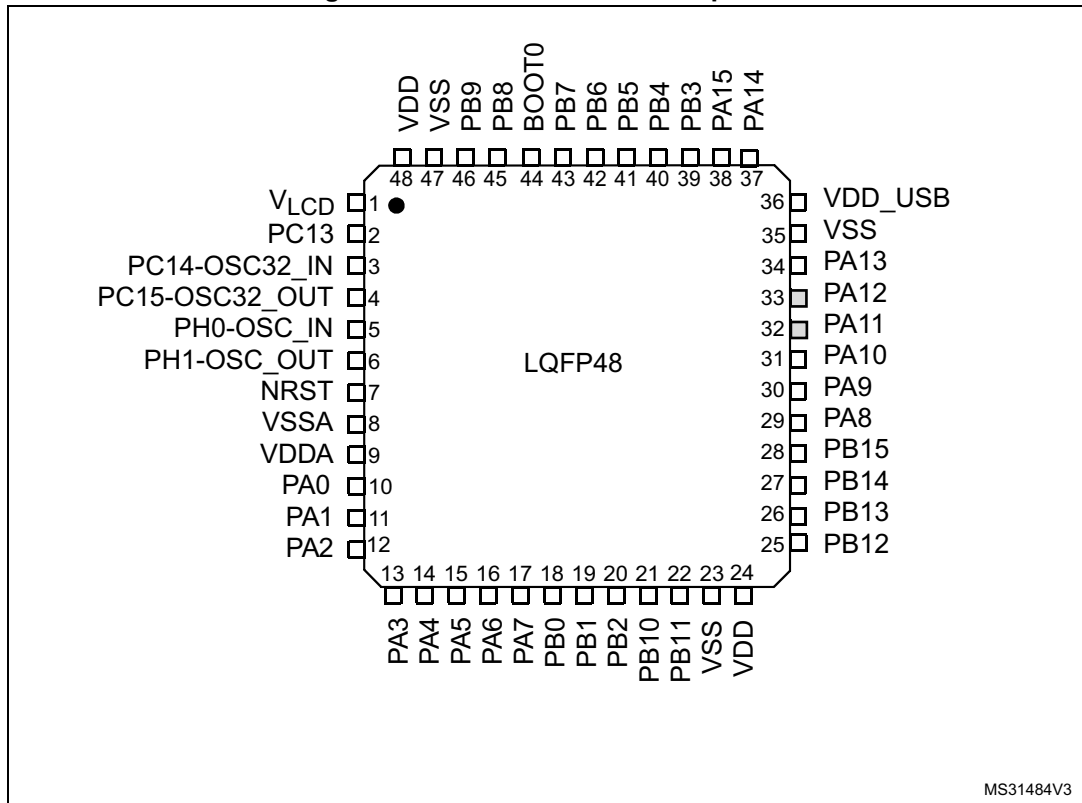 VDD
VSS
PB9
PB8
BOOT0
PB7
PB6
PB5
PB4
PB3
PA15
PA14
48 47 46 45 44 43 42 41 40 39 38 37
VLCD 1
PC13 2
PC14-OSC32_IN 3
PC15-OSC32_OUT 4
PH0-OSC_IN 5
PH1-OSC_OUT 6
NRST 7
VSSA 8
VDDA 9
PA0 10
PA1 11
PA2 12
LQFP48
36 VDD_USB
35 VSS
34 PA13
33 PA12
32 PA11
31 PA10
30 PA9
29 PA8
28 PB15
27 PB14
26 PB13
25 PB12
13 14 15 16 17 18 19 20 21 22 23 24
PA3
PA4
PA5
PA6
PA7
PB0
PB1
PB2
PB10
PB11
VSS
VDD
MS31484V3